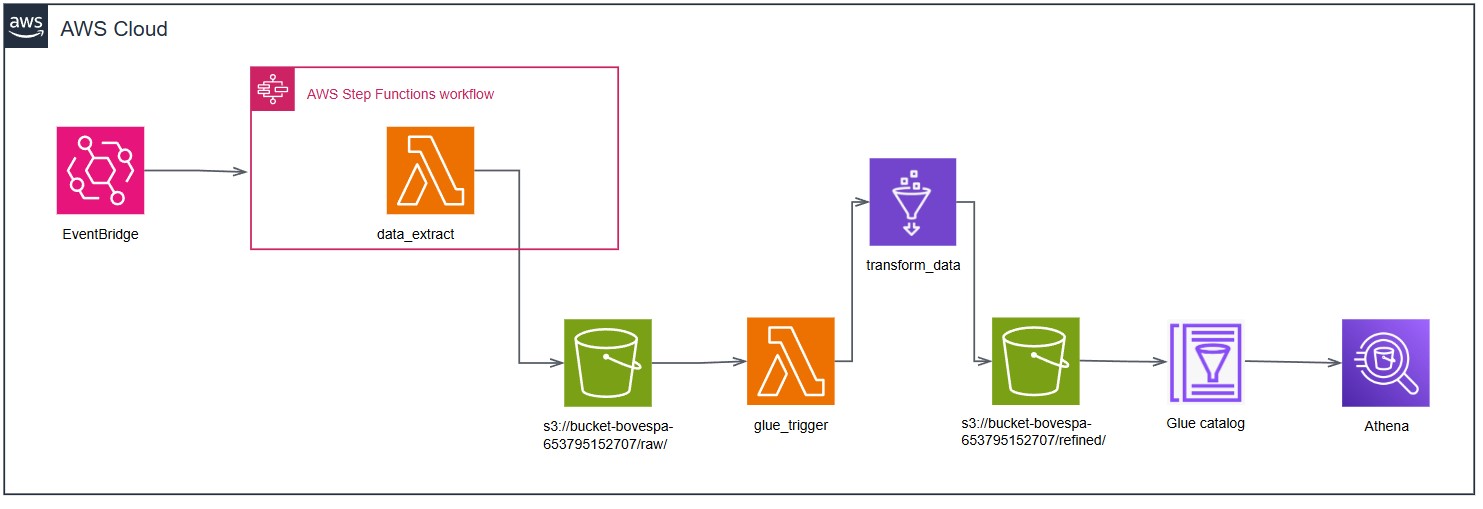 aws
AWS Cloud
AWS Step Functions workflow
EventBridge
data_extract
transform_data
s3://bucket-bovespa-
653795152707/raw/
glue_trigger
s3://bucket-bovespa-
653795152707/refined/
Glue catalog
Athena